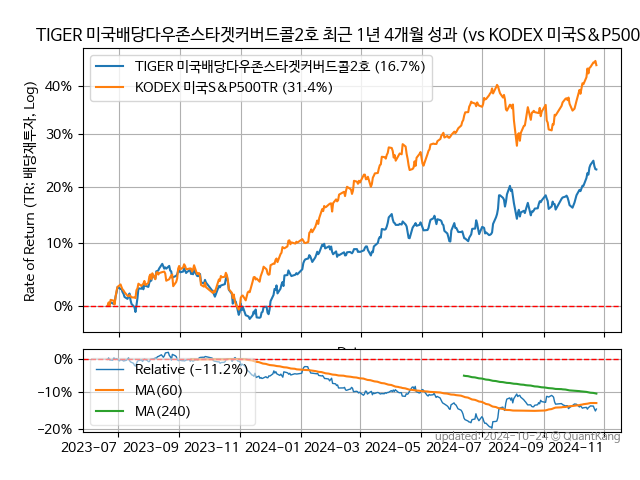 TIGER 미국배당다우존스타겟커버드콜2호 최근 1년 4개월 성과 (vs KODEX 미국S&P500
TIGER 미국배당다우존스타겟커버드콜2호 (16.7%)
KODEX 미국S&P500TR (31.4%)
Rate of Return (TR: 배당재투자, Log)
40%
30%
20%
10%
0%
0%
−10%
−20%
Relative (−11.2%)
MA(60)
MA(240)
2023-07 2023-09 2023-11 2024-01 2024-03 2024-05 2024-07 2024-09 2024-11
updated: 2024-10-24 © QuantKang